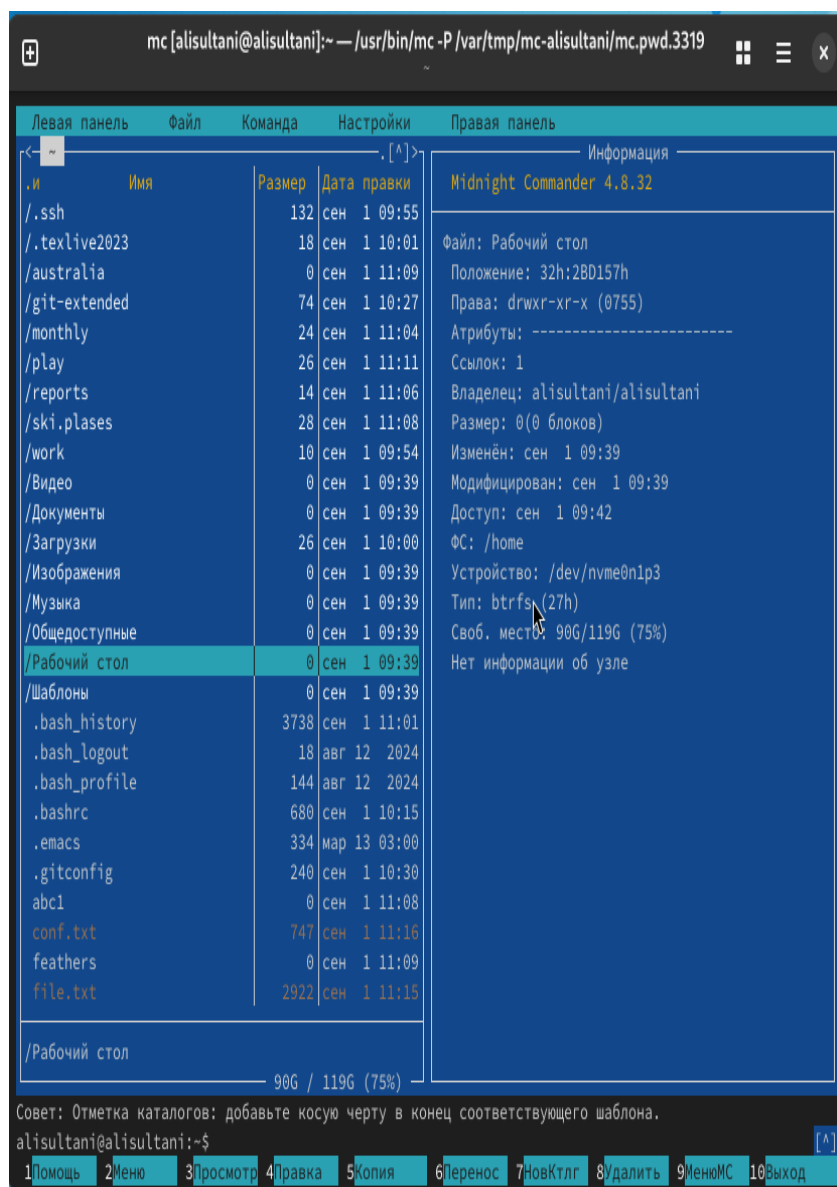 mc [alisultani@alisultani]:~ — /usr/bin/mc -P /var/tmp/mc-alisultani/mc.pwd.3319
~
Левая панель Файл Команда Настройки Правая панель
<- ~ .[^]> Информация
.и Имя Размер Дата правки Midnight Commander 4.8.32
/.ssh 132 сен 1 09:55
/.texlive2023 18 сен 1 10:01 Файл: Рабочий стол
/australia 0 сен 1 11:09 Положение: 32h:2BD157h
/git-extended 74 сен 1 10:27 Права: drwxr-xr-x (0755)
/monthly 24 сен 1 11:04 Атрибуты: -------------------------
/play 26 сен 1 11:11 Ссылок: 1
/reports 14 сен 1 11:06 Владелец: alisultani/alisultani
/ski.plases 28 сен 1 11:08 Размер: 0(0 блоков)
/work 10 сен 1 09:54 Изменён: сен 1 09:39
/Видео 0 сен 1 09:39 Модифицирован: сен 1 09:39
/Документы 0 сен 1 09:39 Доступ: сен 1 09:42
/Загрузки 26 сен 1 10:00 ФС: /home
/Изображения 0 сен 1 09:39 Устройство: /dev/nvme0n1p3
/Музыка 0 сен 1 09:39 Тип: btrfs (27h)
/Общедоступные 0 сен 1 09:39 Своб. место: 90G/119G (75%)
/Рабочий стол 0 сен 1 09:39 Нет информации об узле
/Шаблоны 0 сен 1 09:39
.bash_history 3738 сен 1 11:01
.bash_logout 18 авг 12 2024
.bash_profile 144 авг 12 2024
.bashrc 680 сен 1 10:15
.emacs 334 мар 13 03:00
.gitconfig 240 сен 1 10:30
abc1 0 сен 1 11:08
conf.txt 747 сен 1 11:16
feathers 0 сен 1 11:09
file.txt 2922 сен 1 11:15
/Рабочий стол
90G / 119G (75%)
Совет: Отметка каталогов: добавьте косую черту в конец соответствующего шаблона.
alisultani@alisultani:~$ [^]
1Помощь 2Меню 3Просмотр 4Правка 5Копия 6Перенос 7НовКтлг 8Удалить 9МенюМС 10Выход